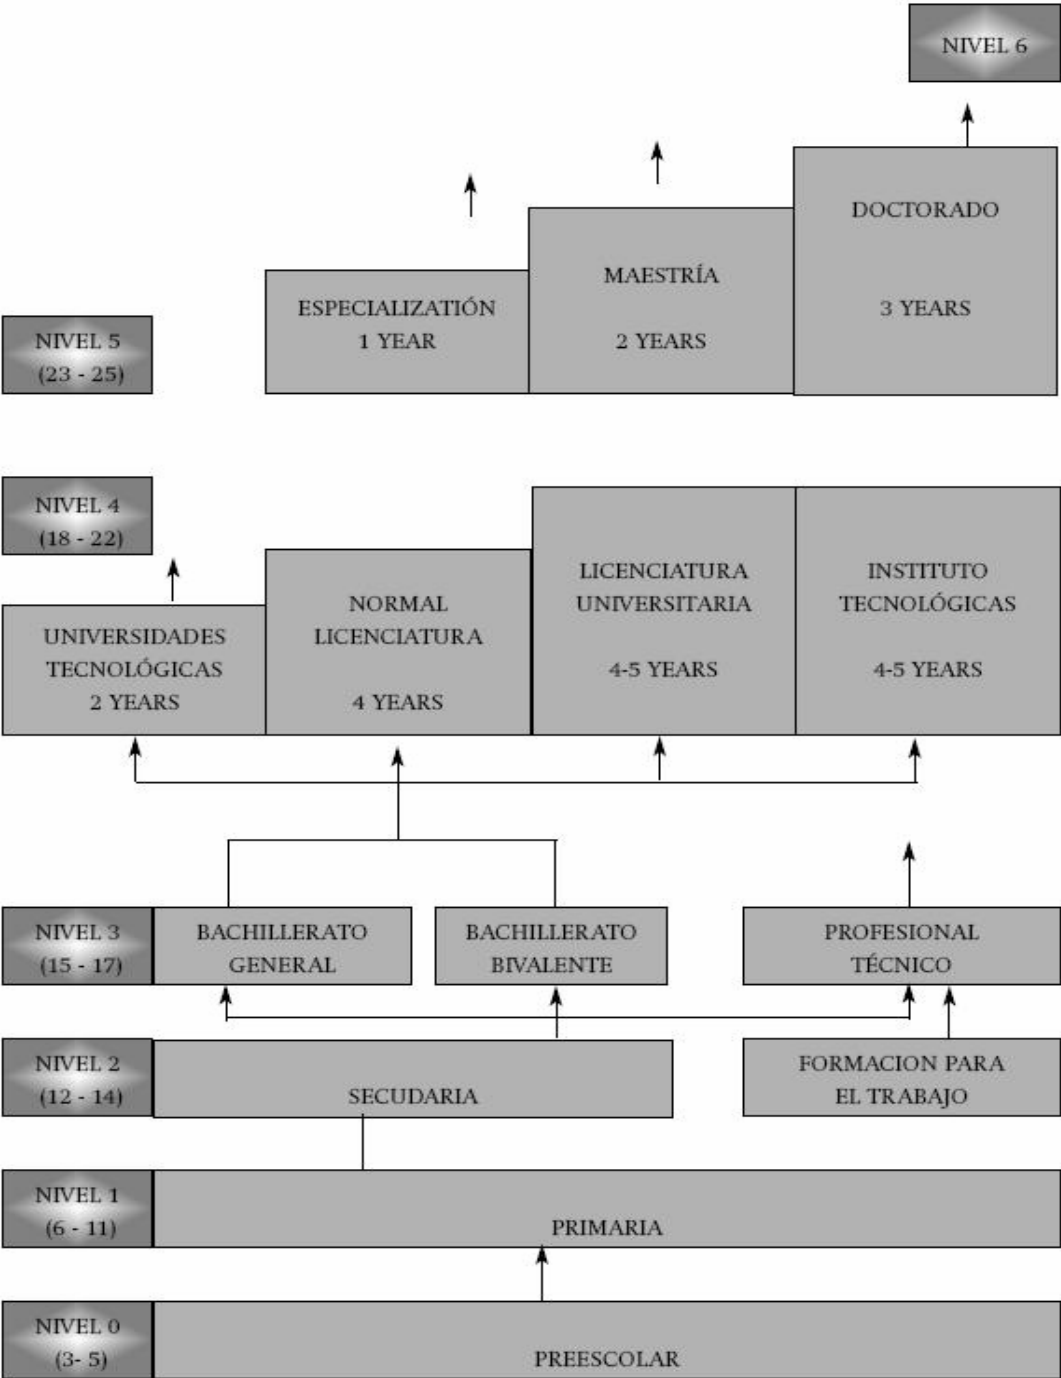 NIVEL 6
DOCTORADO
3 YEARS
MAESTRÍA
2 YEARS
ESPECIALIZATIÓN
1 YEAR
NIVEL 5
(23 - 25)
NIVEL 4
(18 - 22)
UNIVERSIDADES
TECNOLÓGICAS
2 YEARS
NORMAL
LICENCIATURA
4 YEARS
LICENCIATURA
UNIVERSITARIA
4-5 YEARS
INSTITUTO
TECNOLÓGICAS
4-5 YEARS
NIVEL 3
(15 - 17)
BACHILLERATO
GENERAL
BACHILLERATO
BIVALENTE
PROFESIONAL
TÉCNICO
NIVEL 2
(12 - 14)
SECUDARIA
FORMACION PARA
EL TRABAJO
NIVEL 1
(6 - 11)
PRIMARIA
NIVEL 0
(3- 5)
PREESCOLAR